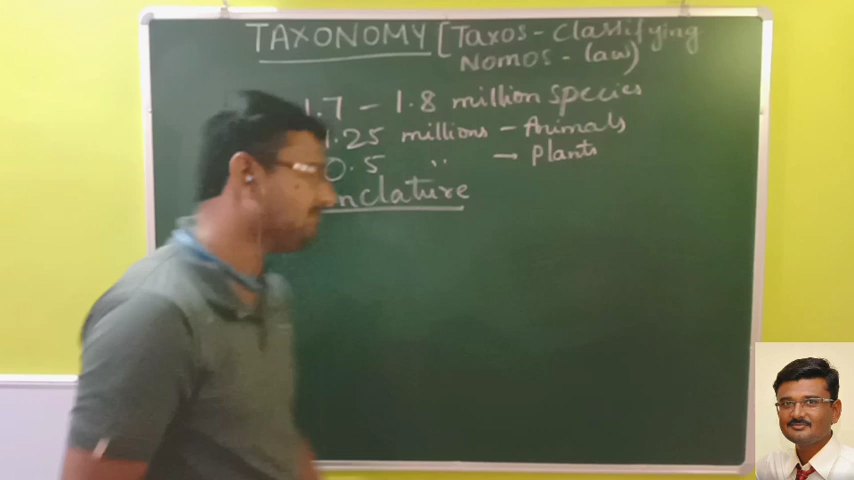 TAXONOMY [Taxos - Classifying
Nomos - law)
1.7 - 1.8 million species
1.25 millions - Animals
0.5 " → Plants
nclature